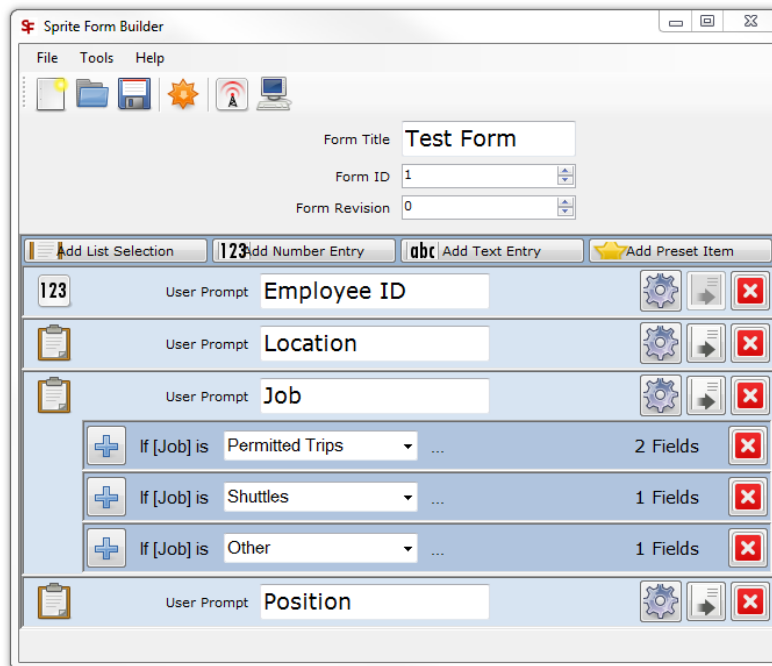 SF Sprite Form Builder
File Tools Help
Form Title Test Form
Form ID 1
Form Revision 0
Add List Selection 123 Add Number Entry abc Add Text Entry Add Preset Item
123 User Prompt Employee ID
User Prompt Location
User Prompt Job
If [Job] is Permitted Trips ... 2 Fields
If [Job] is Shuttles ... 1 Fields
If [Job] is Other ... 1 Fields
User Prompt Position